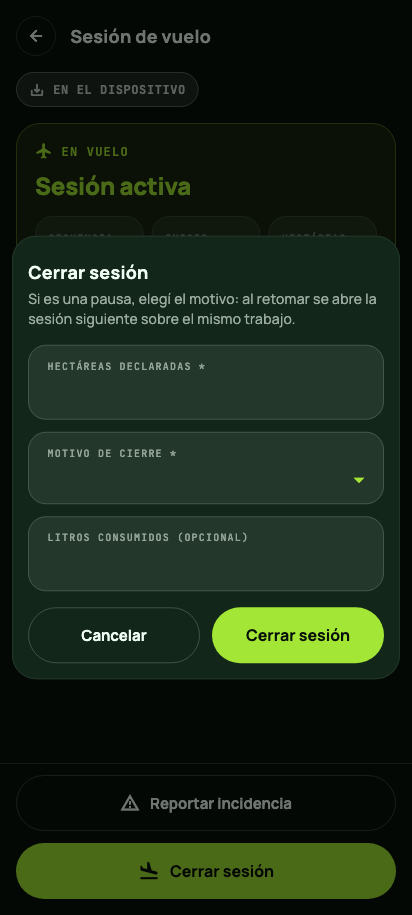 Sesión de vuelo
EN EL DISPOSITIVO
EN VUELO
Sesión activa
Cerrar sesión
Si es una pausa, elegí el motivo: al retomar se abre la
sesión siguiente sobre el mismo trabajo.
HECTÁREAS DECLARADAS *
MOTIVO DE CIERRE *
LITROS CONSUMIDOS (OPCIONAL)
Cancelar
Cerrar sesión
Reportar incidencia
Cerrar sesión